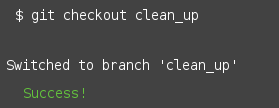 $ git checkout clean_up
Switched to branch 'clean_up'
Success!